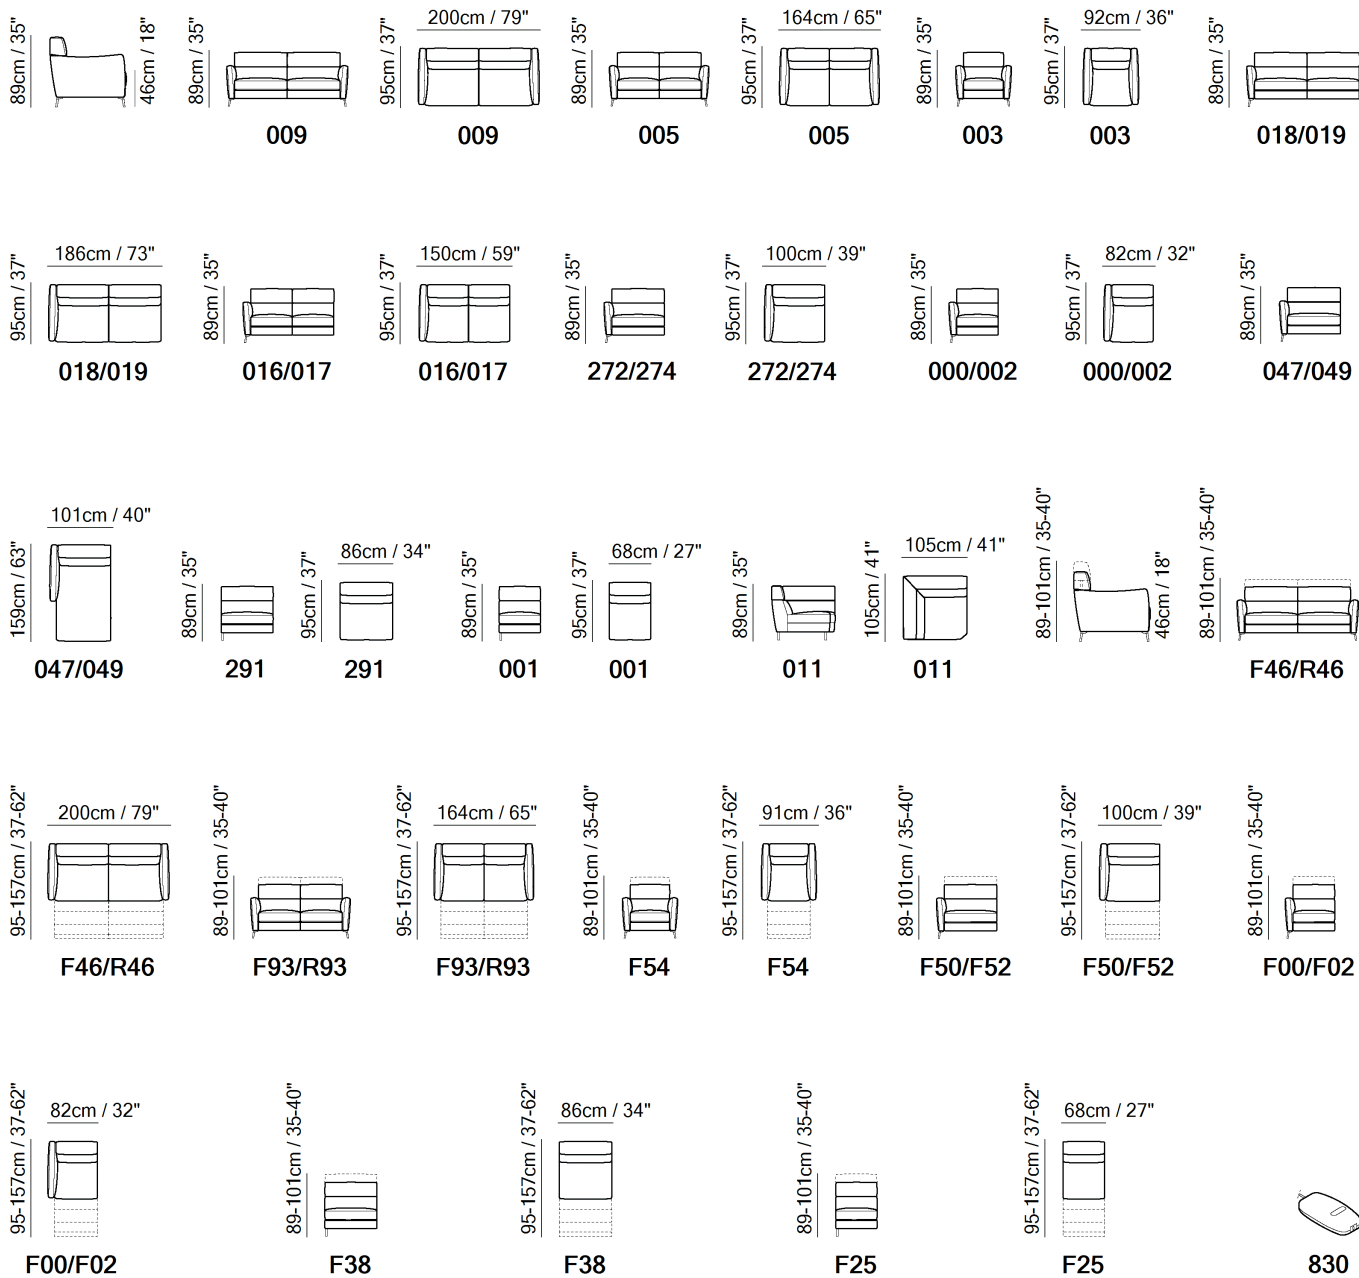 89cm / 35"
46cm / 18"
89cm / 35"
009
95cm / 37"
200cm / 79"
009
89cm / 35"
005
95cm / 37"
164cm / 65"
005
89cm / 35"
003
95cm / 37"
92cm / 36"
003
89cm / 35"
018/019
95cm / 37"
186cm / 73"
018/019
89cm / 35"
016/017
95cm / 37"
150cm / 59"
016/017
89cm / 35"
272/274
95cm / 37"
100cm / 39"
272/274
89cm / 35"
000/002
95cm / 37"
82cm / 32"
000/002
89cm / 35"
047/049
159cm / 63"
101cm / 40"
047/049
89cm / 35"
291
95cm / 37"
86cm / 34"
291
89cm / 35"
001
95cm / 37"
68cm / 27"
001
89cm / 35"
011
105cm / 41"
105cm / 41"
011
89-101cm / 35-40"
46cm / 18"
89-101cm / 35-40"
F46/R46
95-157cm / 37-62"
200cm / 79"
F46/R46
89-101cm / 35-40"
F93/R93
95-157cm / 37-62"
164cm / 65"
F93/R93
89-101cm / 35-40"
F54
95-157cm / 37-62"
91cm / 36"
F54
89-101cm / 35-40"
F50/F52
95-157cm / 37-62"
100cm / 39"
F50/F52
89-101cm / 35-40"
F00/F02
95-157cm / 37-62"
82cm / 32"
F00/F02
89-101cm / 35-40"
F38
95-157cm / 37-62"
86cm / 34"
F38
89-101cm / 35-40"
F25
95-157cm / 37-62"
68cm / 27"
F25
830